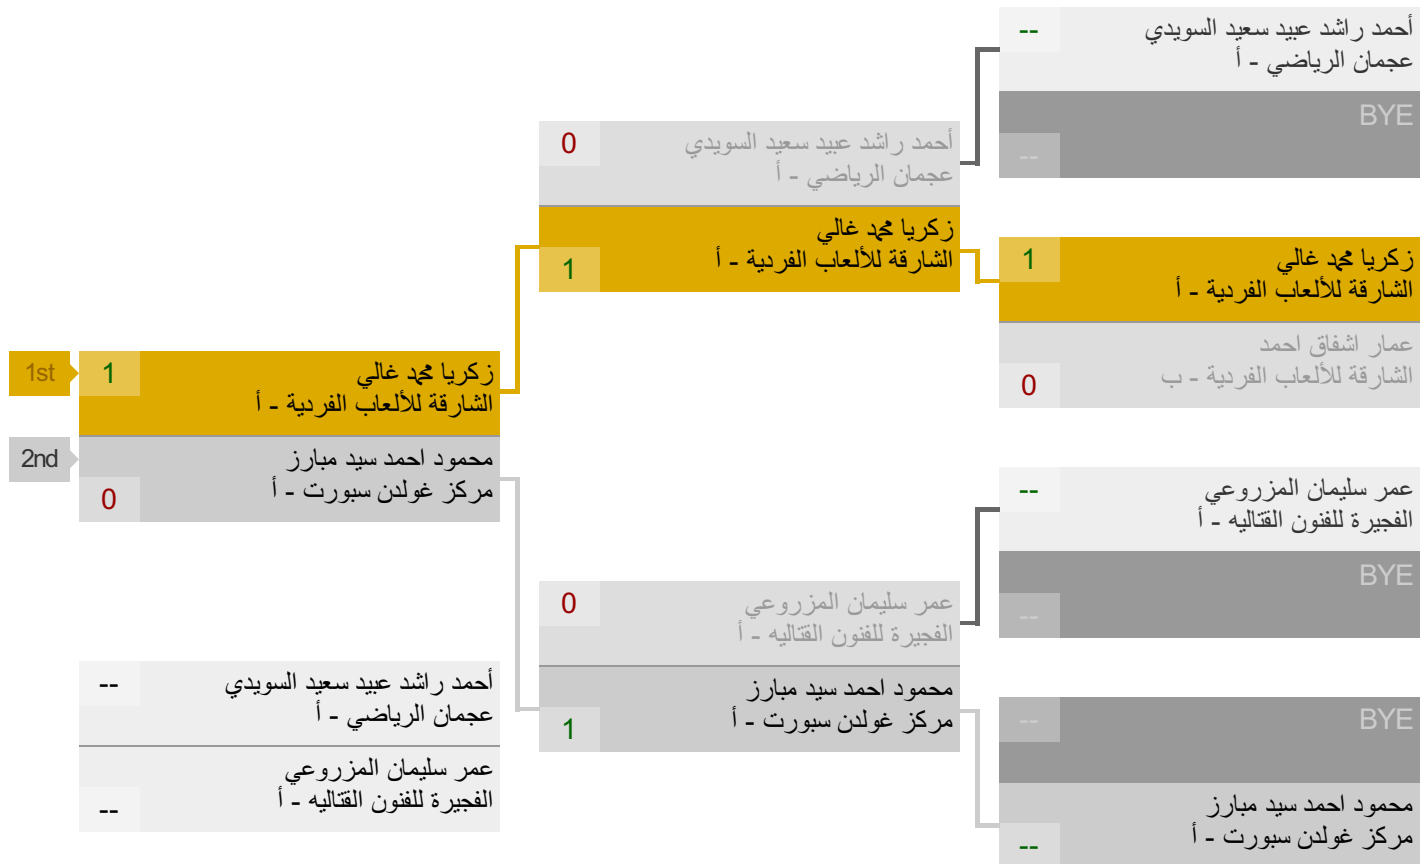 أحمد راشد عبيد سعيد السويدي
عجمان الرياضي - أ
--
BYE
--
زكريا محمد غالي
الشارقة للألعاب الفردية - أ
1
عمار اشفاق احمد
الشارقة للألعاب الفردية - ب
0
عمر سليمان المزروعي
الفجيرة للفنون القتاليه - أ
--
BYE
--
BYE
--
محمود احمد سيد مبارز
مركز غولدن سبورت - أ
--
أحمد راشد عبيد سعيد السويدي
عجمان الرياضي - أ
0
زكريا محمد غالي
الشارقة للألعاب الفردية - أ
1
عمر سليمان المزروعي
الفجيرة للفنون القتاليه - أ
0
محمود احمد سيد مبارز
مركز غولدن سبورت - أ
1
زكريا محمد غالي
الشارقة للألعاب الفردية - أ
1
1st
محمود احمد سيد مبارز
مركز غولدن سبورت - أ
0
2nd
أحمد راشد عبيد سعيد السويدي
عجمان الرياضي - أ
--
عمر سليمان المزروعي
الفجيرة للفنون القتاليه - أ
--